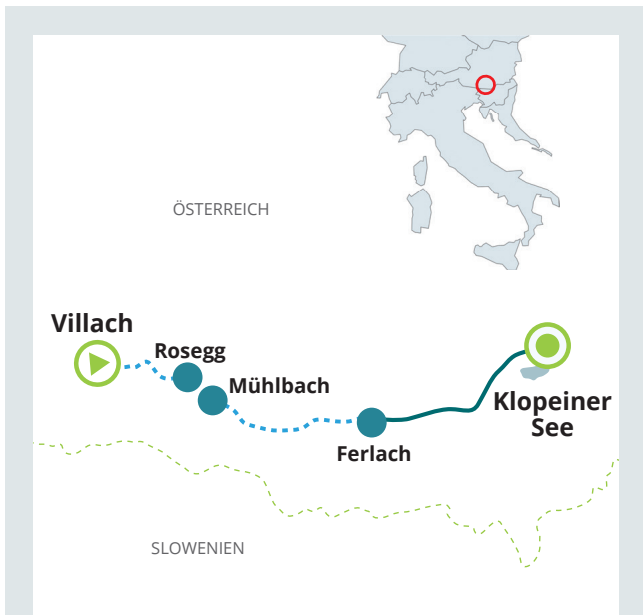 ÖSTERREICH
Villach
Rosegg
Mühlbach
Klopeiner
See
Ferlach
SLOWENIEN